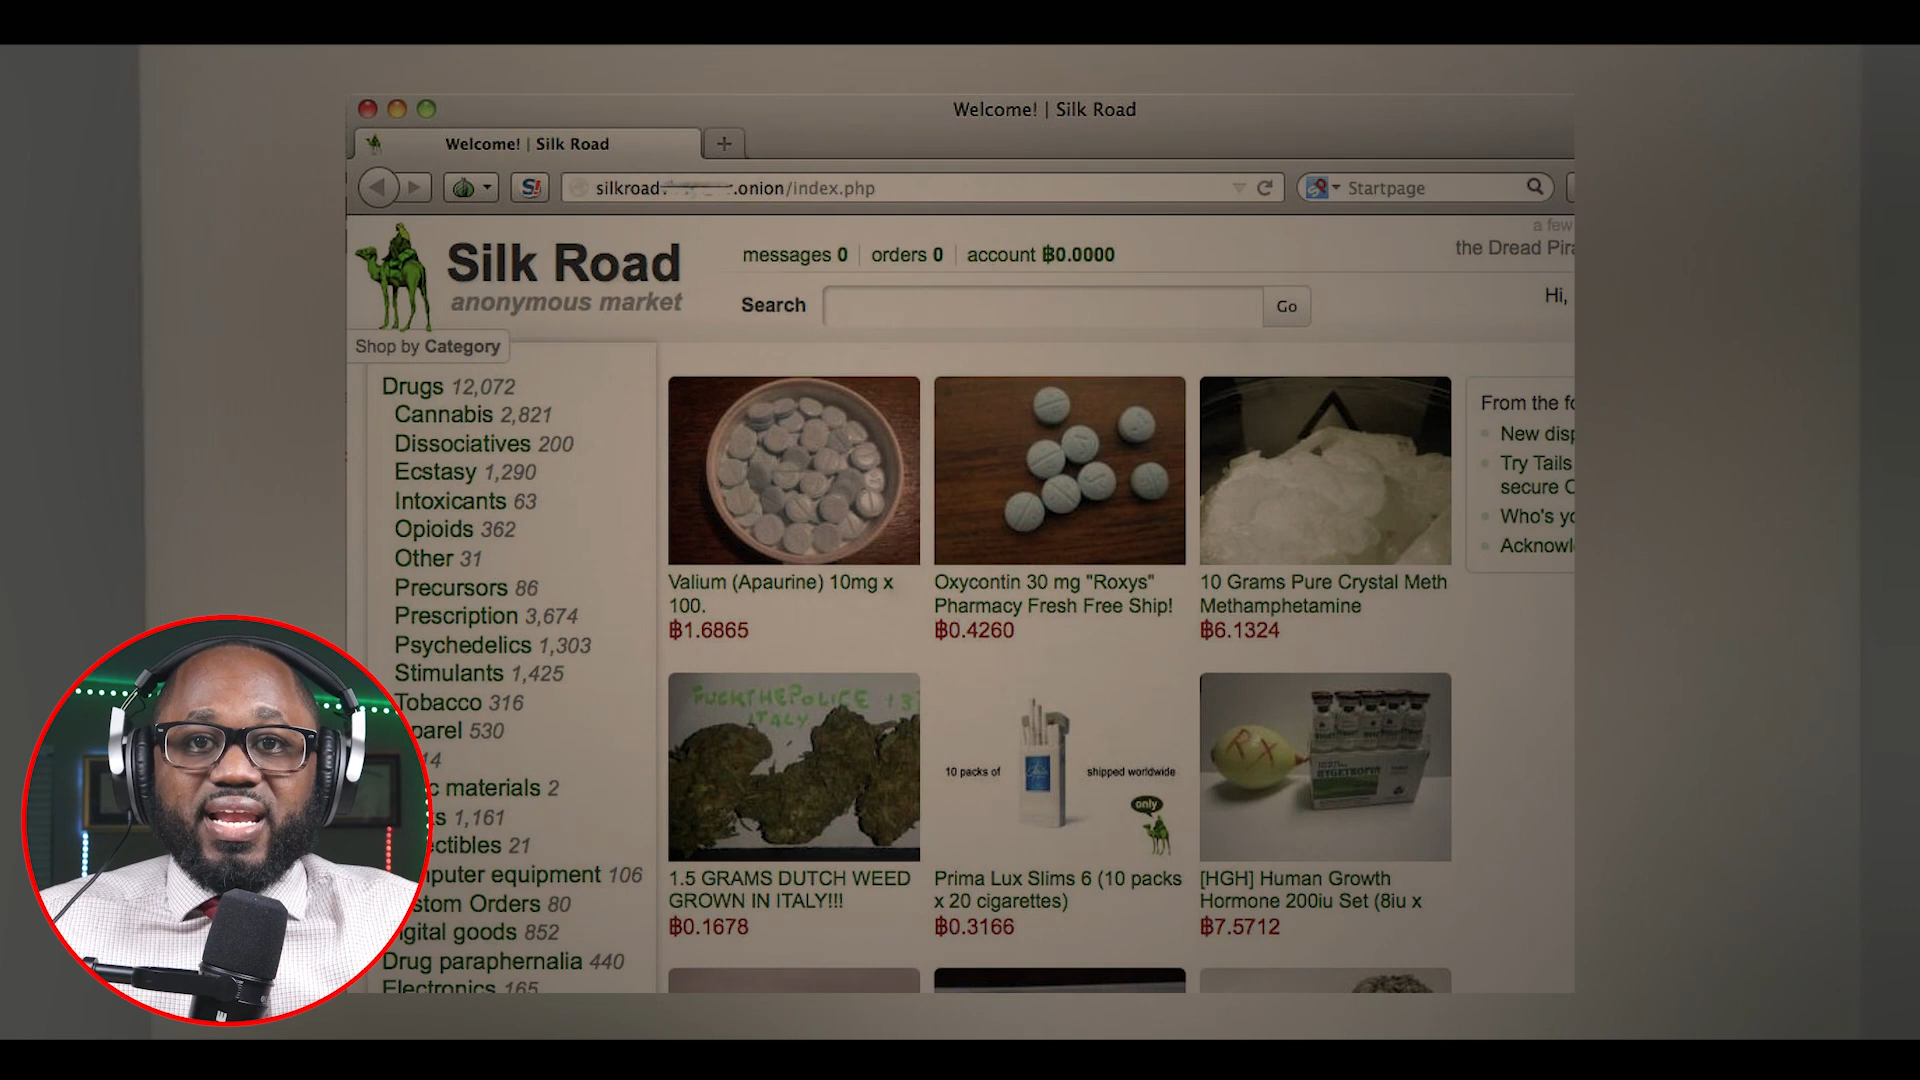 Welcome! | Silk Road
Welcome! | Silk Road
silkroad. .onion/index.php
Startpage
Silk Road
anonymous market
messages 0 orders 0 account ฿0.0000
a few
the Dread Pir
Search
Go
Hi,
Shop by Category
Drugs 12,072
Cannabis 2,821
Dissociatives 200
Ecstasy 1,290
Intoxicants 63
Opioids 362
Other 31
Precursors 86
Prescription 3,674
Psychedelics 1,303
Stimulants 1,425
Tobacco 316
parel 530
14
c materials 2
s 1,161
ectibles 21
puter equipment 106
stom Orders 80
igital goods 852
Drug paraphernalia 440
Electronics 165
Valium (Apaurine) 10mg x
100.
฿1.6865
Oxycontin 30 mg "Roxys"
Pharmacy Fresh Free Ship!
฿0.4260
10 Grams Pure Crystal Meth
Methamphetamine
฿6.1324
From the fo
New disp
Try Tails
secure C
Who's yo
Acknowl
FUCKTHEPOLICE
ITALY
1.5 GRAMS DUTCH WEED
GROWN IN ITALY!!!
฿0.1678
10 packs of
shipped worldwide
only
Prima Lux Slims 6 (10 packs
x 20 cigarettes)
฿0.3166
RX
HYGETROPIN
[HGH] Human Growth
Hormone 200iu Set (8iu x
฿7.5712